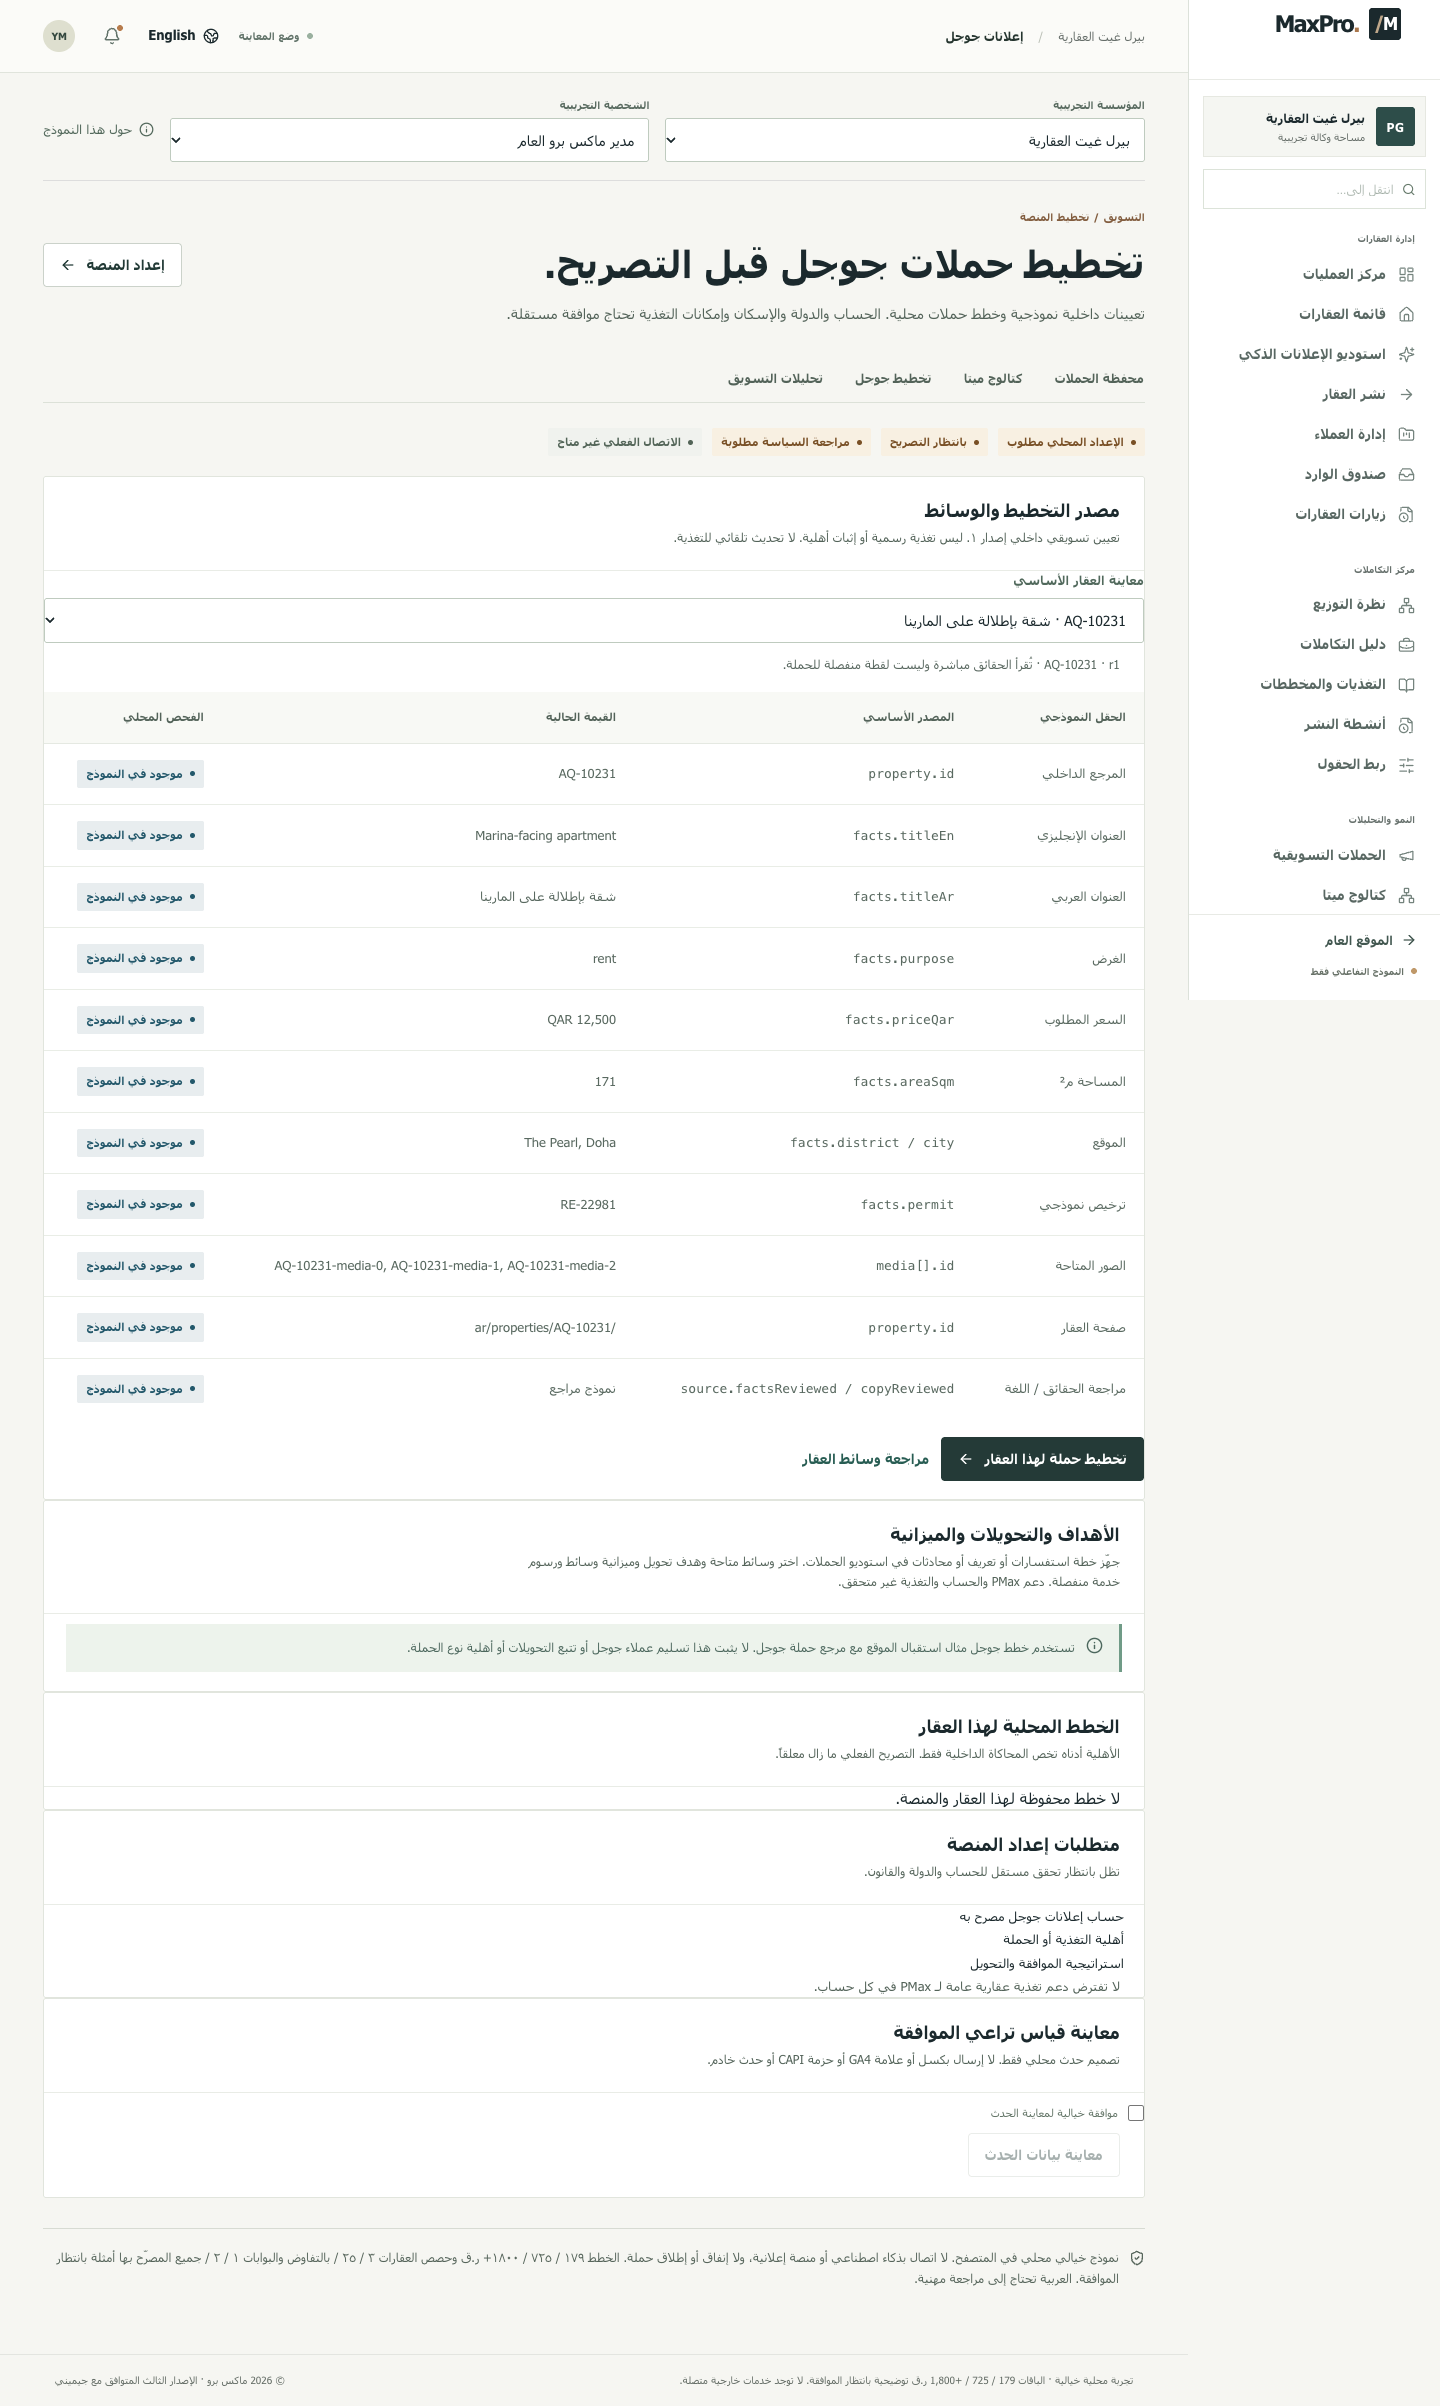 MaxPro.
/M
PG
بيرل غيت العقارية
مساحة وكالة تجريبية
انتقل إلى...
إدارة العقارات
مركز العمليات
قائمة العقارات
استوديو الإعلانات الذكي
نشر العقار
إدارة العملاء
صندوق الوارد
زيارات العقارات
مركز التكاملات
نظرة التوزيع
دليل التكاملات
التغذيات والمخططات
أنشطة النشر
ربط الحقول
النمو والتحليلات
الحملات التسويقية
كتالوج ميتا
الموقع العام
النموذج التفاعلي فقط
بيرل غيت العقارية / إعلانات جوجل
وضع المعاينة
English
YM
المؤسسة التجريبية
بيرل غيت العقارية
الشخصية التجريبية
مدير ماكس برو العام
حول هذا النموذج
التسويق / تخطيط المنصة
تخطيط حملات جوجل قبل التصريح.
إعداد المنصة
تعيينات داخلية نموذجية وخطط حملات محلية. الحساب والدولة والإسكان وإمكانات التغذية تحتاج موافقة مستقلة.
محفظة الحملات
كتالوج ميتا
تخطيط جوجل
تحليلات التسويق
الإعداد المحلي مطلوب
بانتظار التصريح
مراجعة السياسة مطلوبة
الاتصال الفعلي غير متاح
مصدر التخطيط والوسائط
تعيين تسويقي داخلي إصدار ١. ليس تغذية رسمية أو إثبات أهلية. لا تحديث تلقائي للتغذية.
معاينة العقار الأساسي
AQ-10231 · شقة بإطلالة على المارينا
AQ-10231 · r1 · تُقرأ الحقائق مباشرة وليست لقطة منفصلة للحملة.
الحقل النموذجي المصدر الأساسي القيمة الحالية الفحص المحلي
المرجع الداخلي property.id AQ-10231 موجود في النموذج
العنوان الإنجليزي facts.titleEn Marina-facing apartment موجود في النموذج
العنوان العربي facts.titleAr شقة بإطلالة على المارينا موجود في النموذج
الغرض facts.purpose rent موجود في النموذج
السعر المطلوب facts.priceQar QAR 12,500 موجود في النموذج
المساحة م² facts.areaSqm 171 موجود في النموذج
الموقع facts.district / city The Pearl, Doha موجود في النموذج
ترخيص نموذجي facts.permit RE-22981 موجود في النموذج
الصور المتاحة media[].id AQ-10231-media-0, AQ-10231-media-1, AQ-10231-media-2 موجود في النموذج
صفحة العقار property.id ar/properties/AQ-10231/ موجود في النموذج
مراجعة الحقائق / اللغة source.factsReviewed / copyReviewed نموذج مراجع موجود في النموذج
تخطيط حملة لهذا العقار
مراجعة وسائط العقار
الأهداف والتحويلات والميزانية
جهّز خطة استفسارات أو تعريف أو محادثات في استوديو الحملات. اختر وسائط متاحة وهدف تحويل وميزانية وسائط ورسوم
خدمة منفصلة. دعم PMax والحساب والتغذية غير متحقق.
تستخدم خطط جوجل مثال استقبال الموقع مع مرجع حملة جوجل. لا يثبت هذا تسليم عملاء جوجل أو تتبع التحويلات أو أهلية نوع الحملة.
الخطط المحلية لهذا العقار
الأهلية أدناه تخص المحاكاة الداخلية فقط. التصريح الفعلي ما زال معلقاً.
لا خطط محفوظة لهذا العقار والمنصة.
متطلبات إعداد المنصة
تظل بانتظار تحقق مستقل للحساب والدولة والقانون.
حساب إعلانات جوجل مصرح به
أهلية التغذية أو الحملة
استراتيجية الموافقة والتحويل
لا تفترض دعم تغذية عقارية عامة لـ PMax في كل حساب.
معاينة قياس تراعي الموافقة
تصميم حدث محلي فقط. لا إرسال بكسل أو علامة GA4 أو حزمة CAPI أو حدث خادم.
موافقة خيالية لمعاينة الحدث
معاينة بيانات الحدث
نموذج خيالي محلي في المتصفح. لا اتصال بذكاء اصطناعي أو منصة إعلانية، ولا إنفاق أو إطلاق حملة. الخطط ١٧٩ / ٧٢٥ / ١٨٠٠+ ر.ق وحصص العقارات ٣ / ٢٥ / بالتفاوض والبوابات ١ / ٢ / جميع المصرّح بها أمثلة بانتظار
الموافقة. العربية تحتاج إلى مراجعة مهنية.
تجربة محلية خيالية · الباقات 179 / 725 / +1,800 ر.ق توضيحية بانتظار الموافقة. لا توجد خدمات خارجية متصلة.
© 2026 ماكس برو · الإصدار الثالث المتوافق مع جيميني